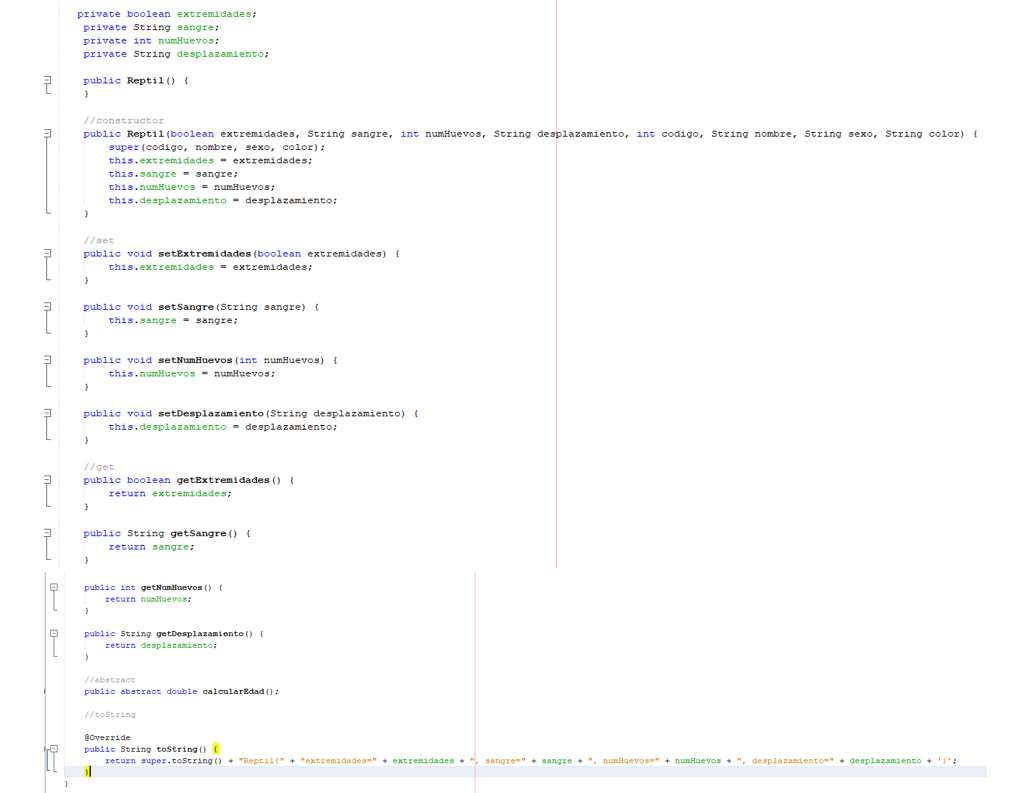 private boolean extremidades;
private String sangre;
private int numHuevos;
private String desplazamiento;
public Reptil() {
}
//constructor
public Reptil(boolean extremidades, String sangre, int numHuevos, String desplazamiento, int codigo, String nombre, String sexo, String color) {
super(codigo, nombre, sexo, color);
this.extremidades = extremidades;
this.sangre = sangre;
this.numHuevos = numHuevos;
this.desplazamiento = desplazamiento;
}
//set
public void setExtremidades(boolean extremidades) {
this.extremidades = extremidades;
}
public void setSangre(String sangre) {
this.sangre = sangre;
}
public void setNumHuevos(int numHuevos) {
this.numHuevos = numHuevos;
}
public void setDesplazamiento(String desplazamiento) {
this.desplazamiento = desplazamiento;
}
//get
public boolean getExtremidades() {
return extremidades;
}
public String getSangre() {
return sangre;
}
public int getNumHuevos() {
return numHuevos;
}
public String getDesplazamiento() {
return desplazamiento;
}
//abstract
public abstract double calcularEdad();
//toString
@Override
public String toString() {
return super.toString() + "Reptil(" + "extremidades=" + extremidades + ", sangre=" + sangre + ", numHuevos=" + numHuevos + ", desplazamiento=" + desplazamiento + ')';
}
}